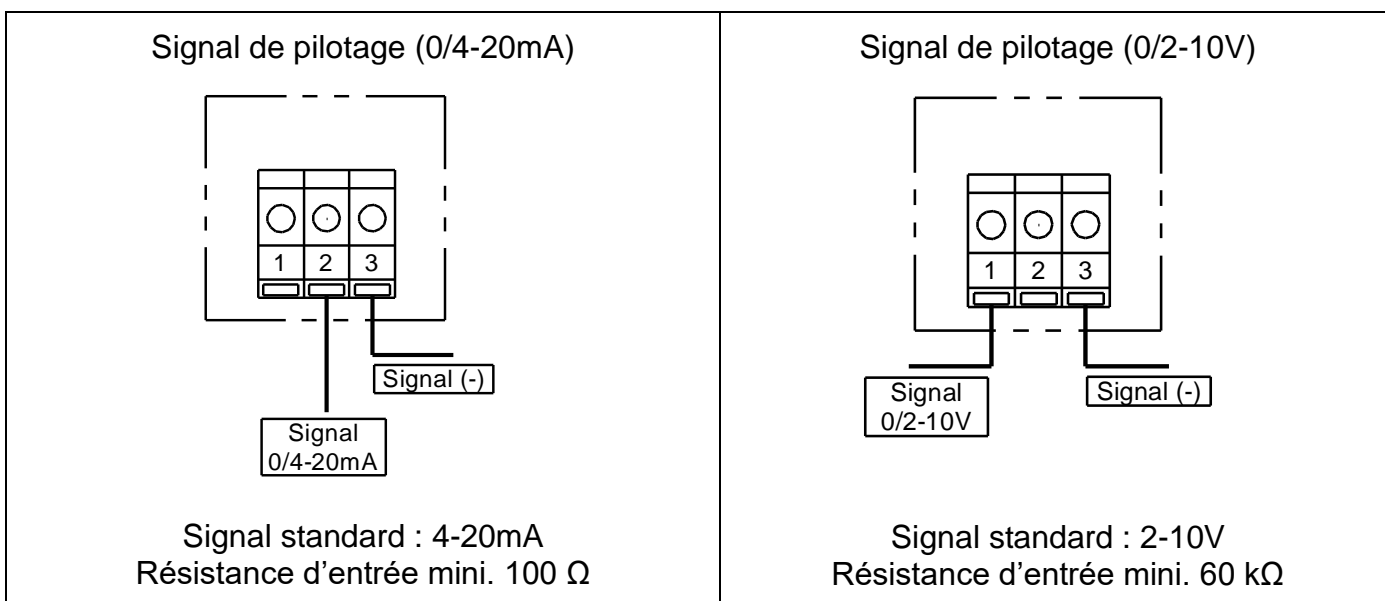 Signal de pilotage (0/4-20mA)
1 2 3
Signal (-)
Signal
0/4-20mA
Signal standard : 4-20mA
Résistance d’entrée mini. 100 Ω
Signal de pilotage (0/2-10V)
1 2 3
Signal
0/2-10V
Signal (-)
Signal standard : 2-10V
Résistance d’entrée mini. 60 kΩ